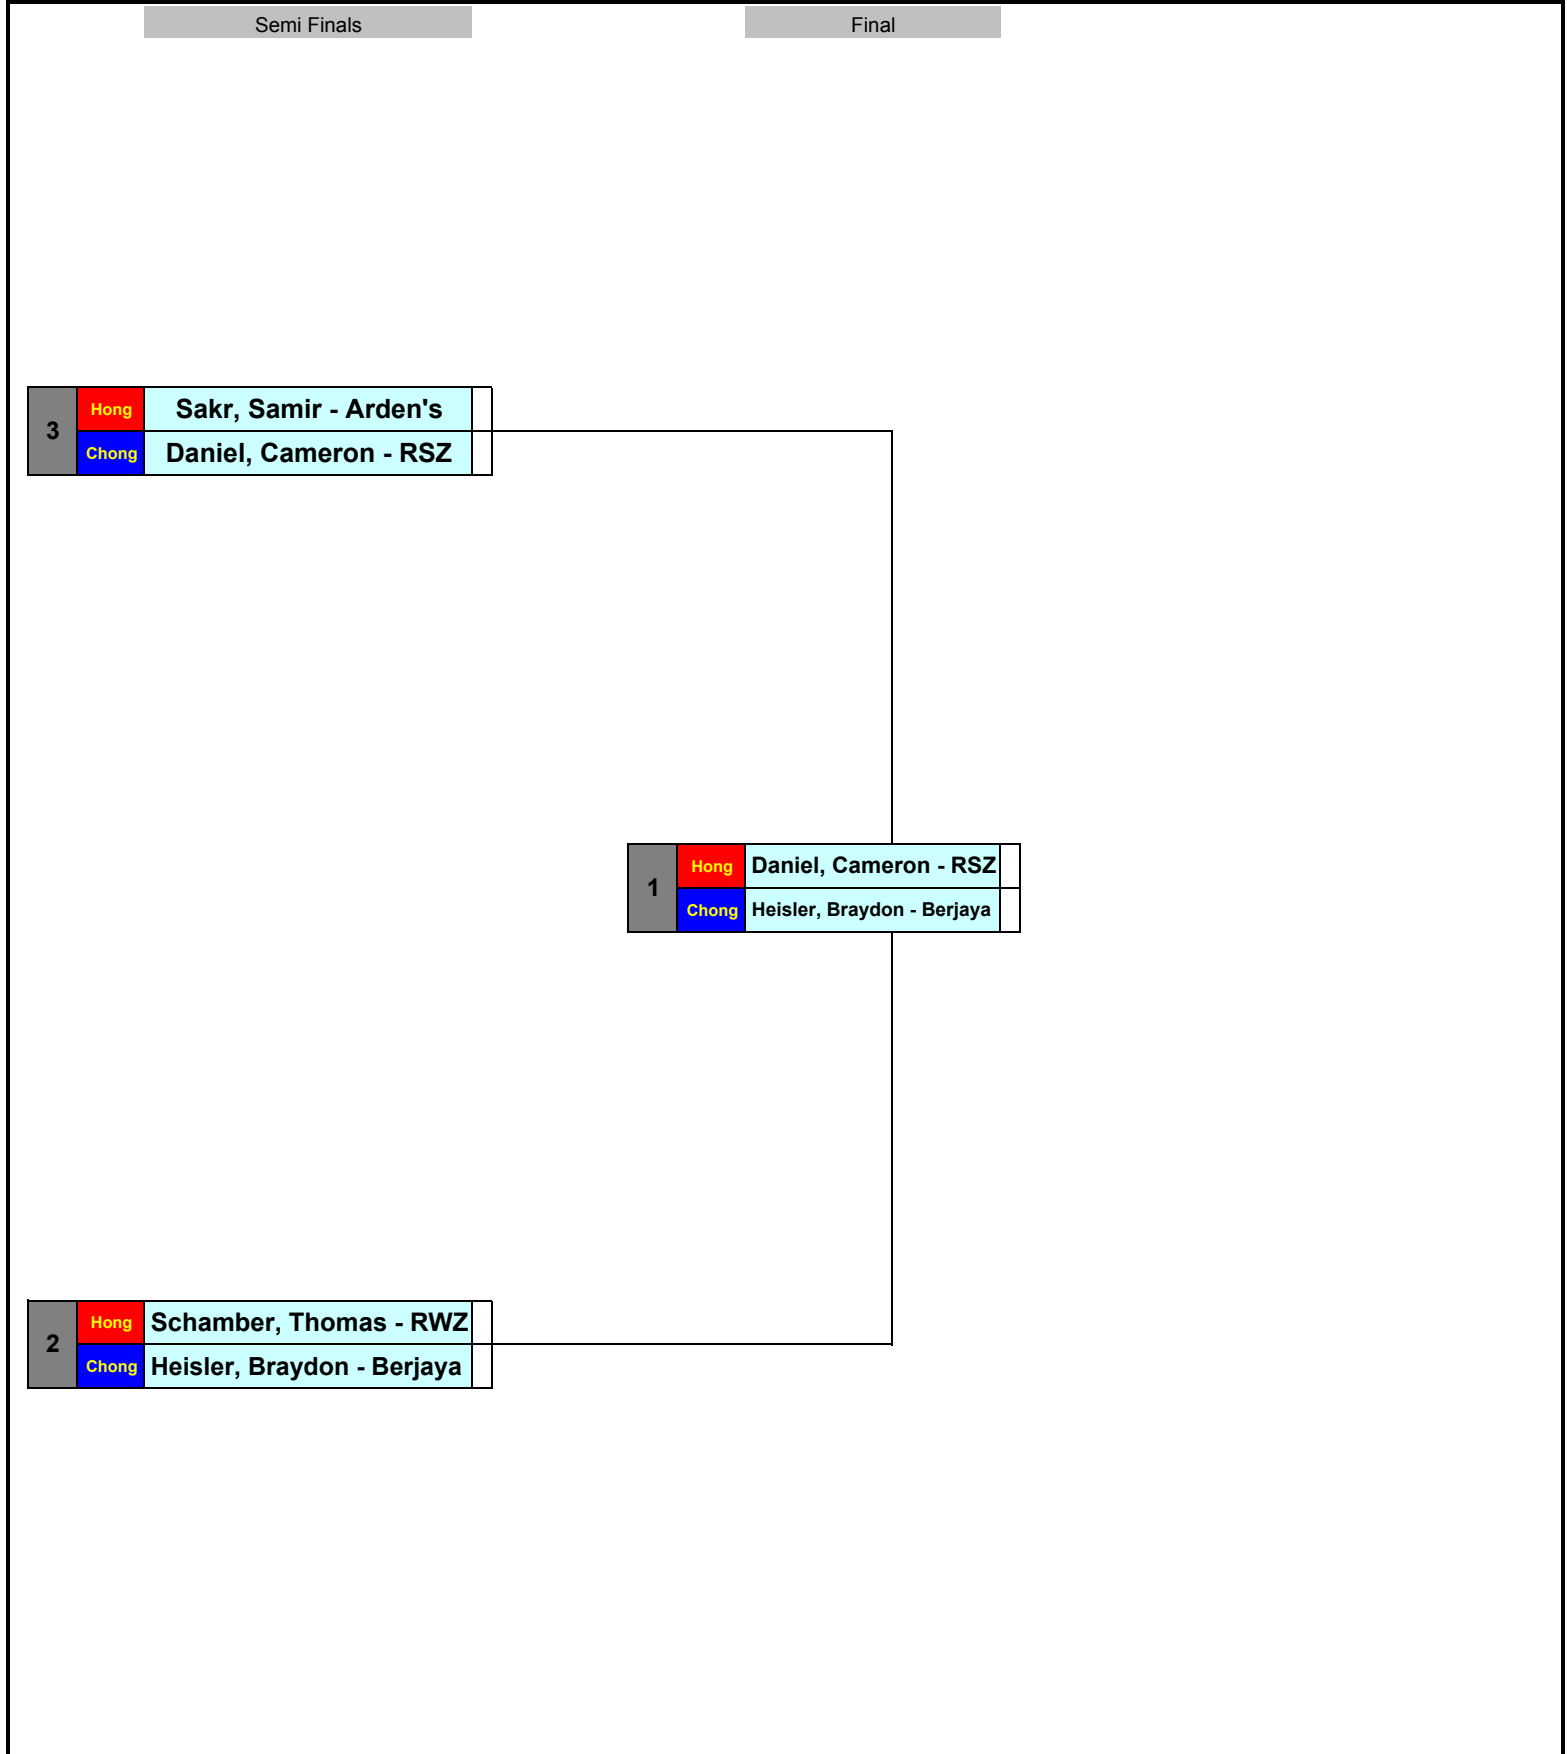 Semi Finals
Final
3
Hong
Sakr, Samir - Arden's
Chong
Daniel, Cameron - RSZ
1
Hong
Daniel, Cameron - RSZ
Chong
Heisler, Braydon - Berjaya
2
Hong
Schamber, Thomas - RWZ
Chong
Heisler, Braydon - Berjaya